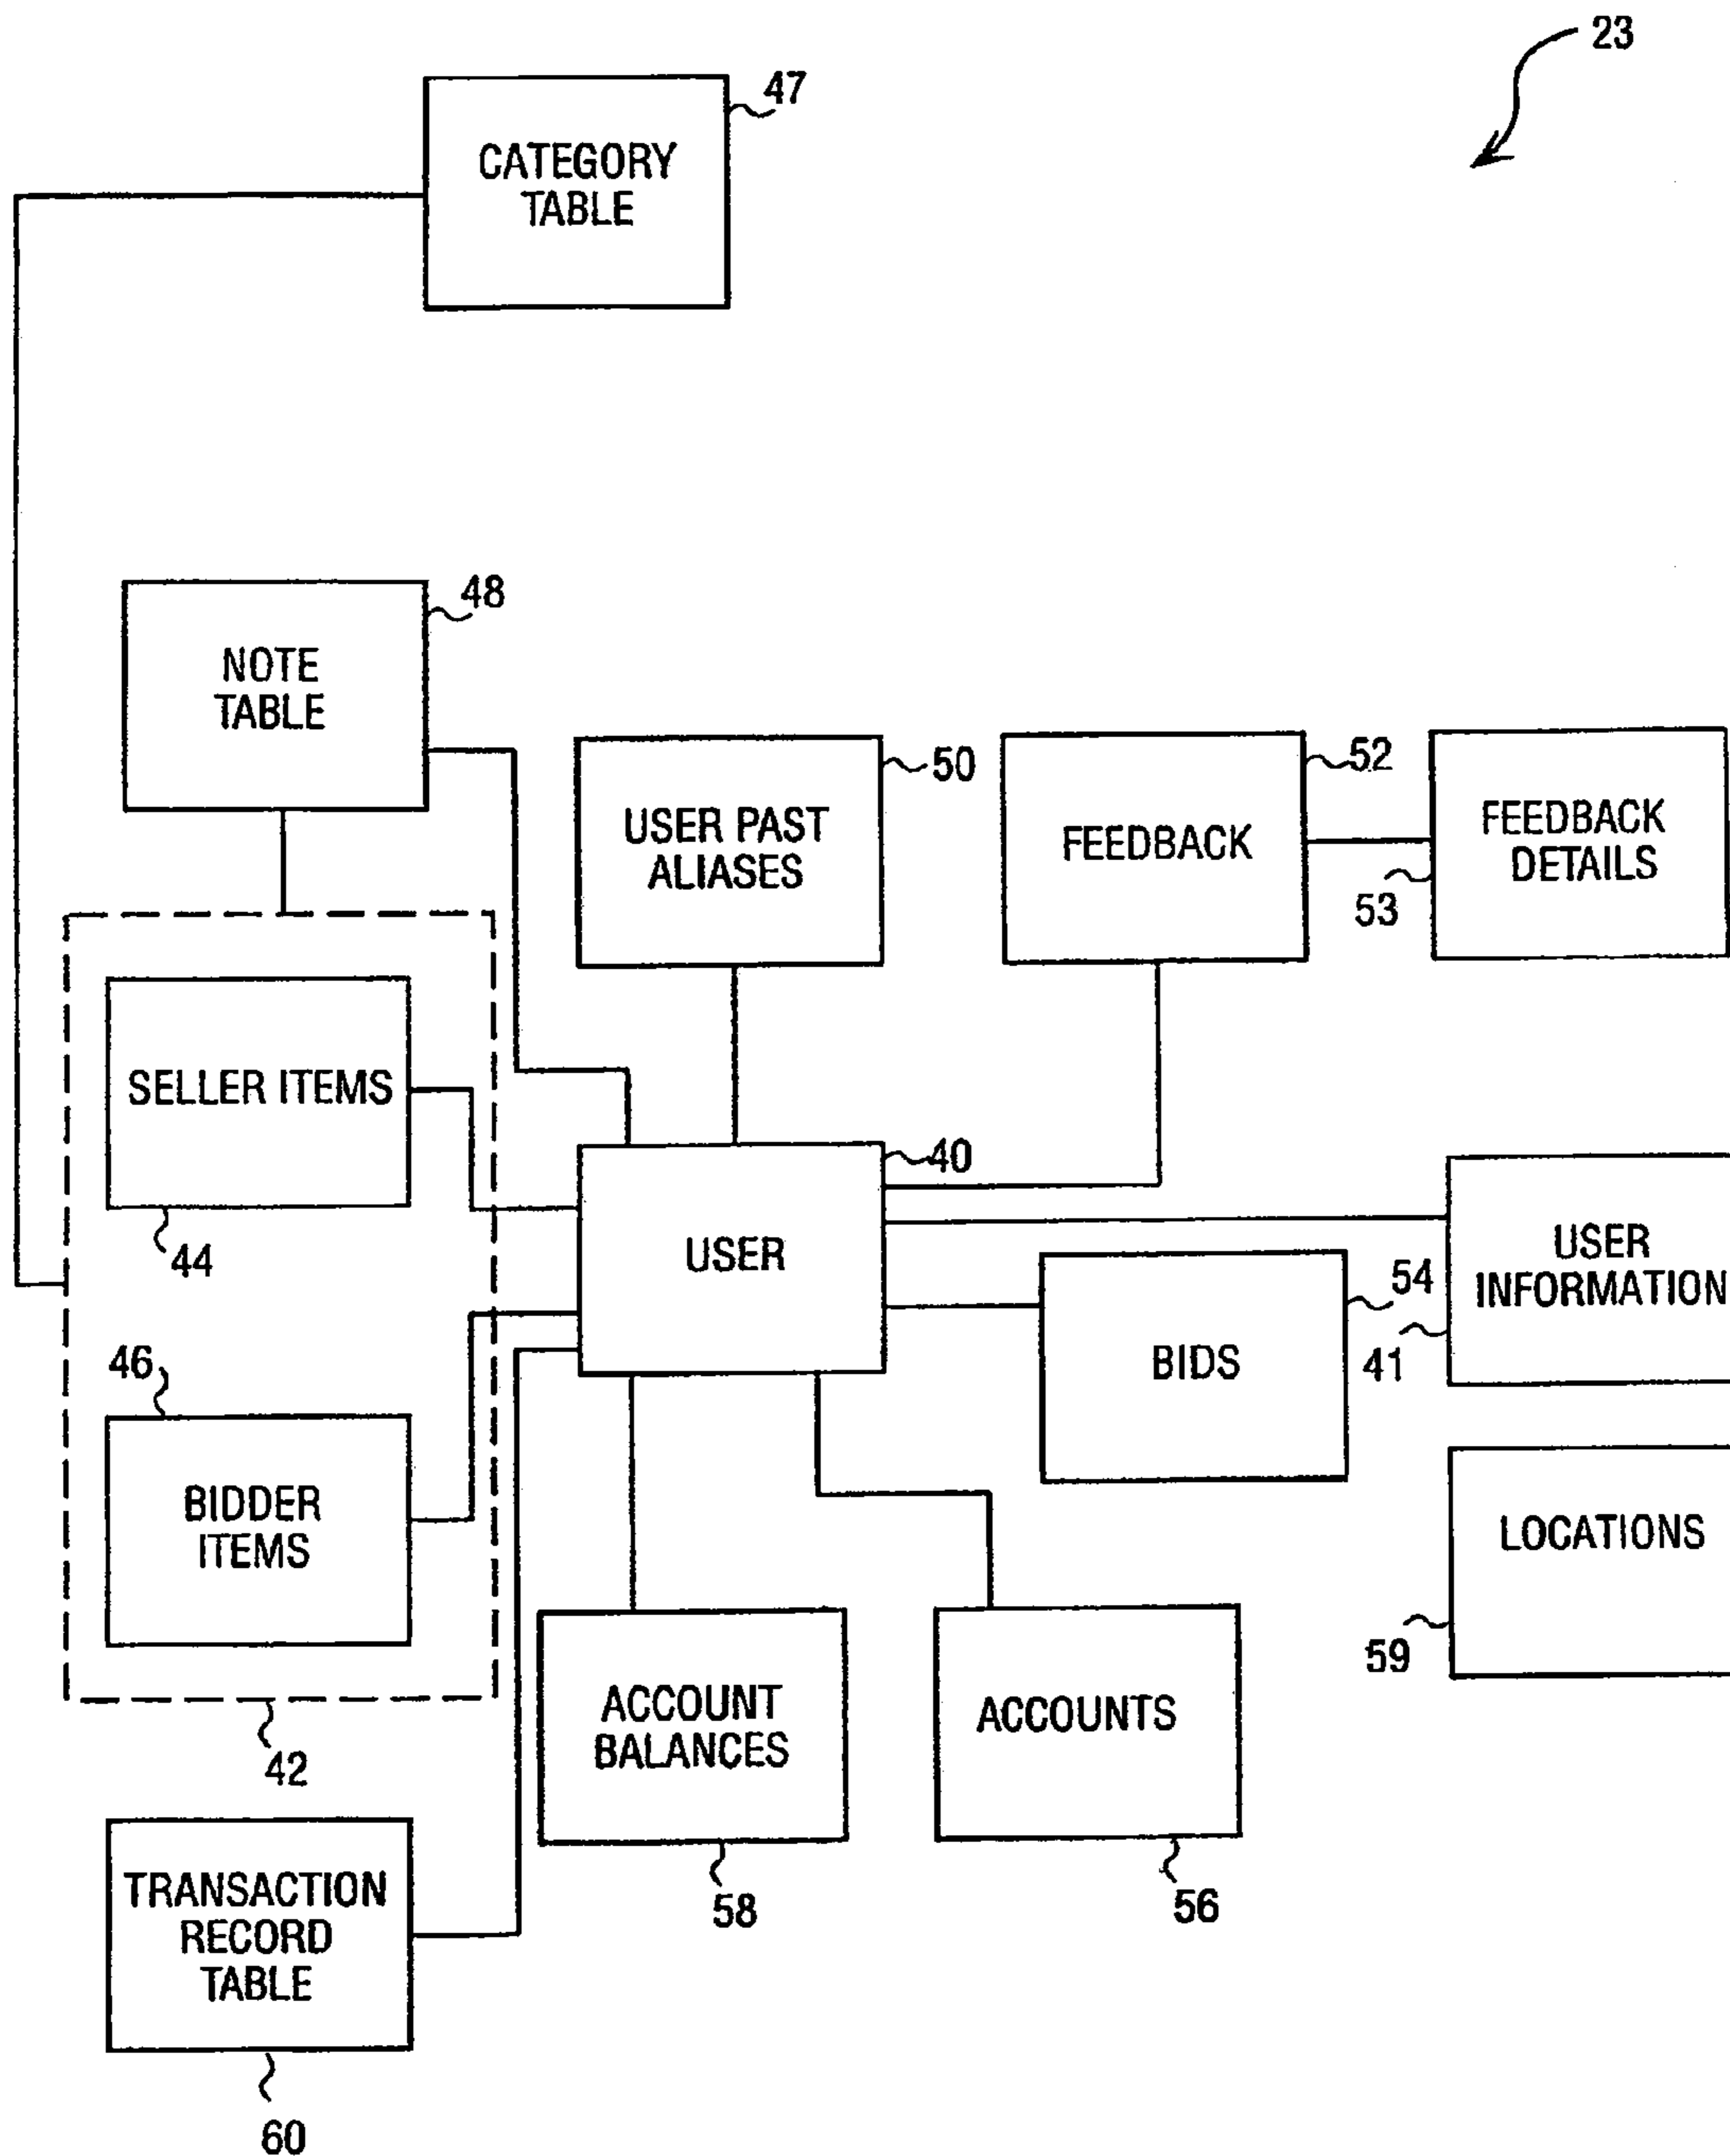 23
47
CATEGORY
TABLE
48
NOTE
TABLE
50
USER PAST
ALIASES
52
FEEDBACK
53
FEEDBACK
DETAILS
SELLER ITEMS
44
40
USER
USER
INFORMATION
41
54
BIDS
46
BIDDER
ITEMS
42
LOCATIONS
59
ACCOUNT
BALANCES
58
ACCOUNTS
56
TRANSACTION
RECORD
TABLE
60